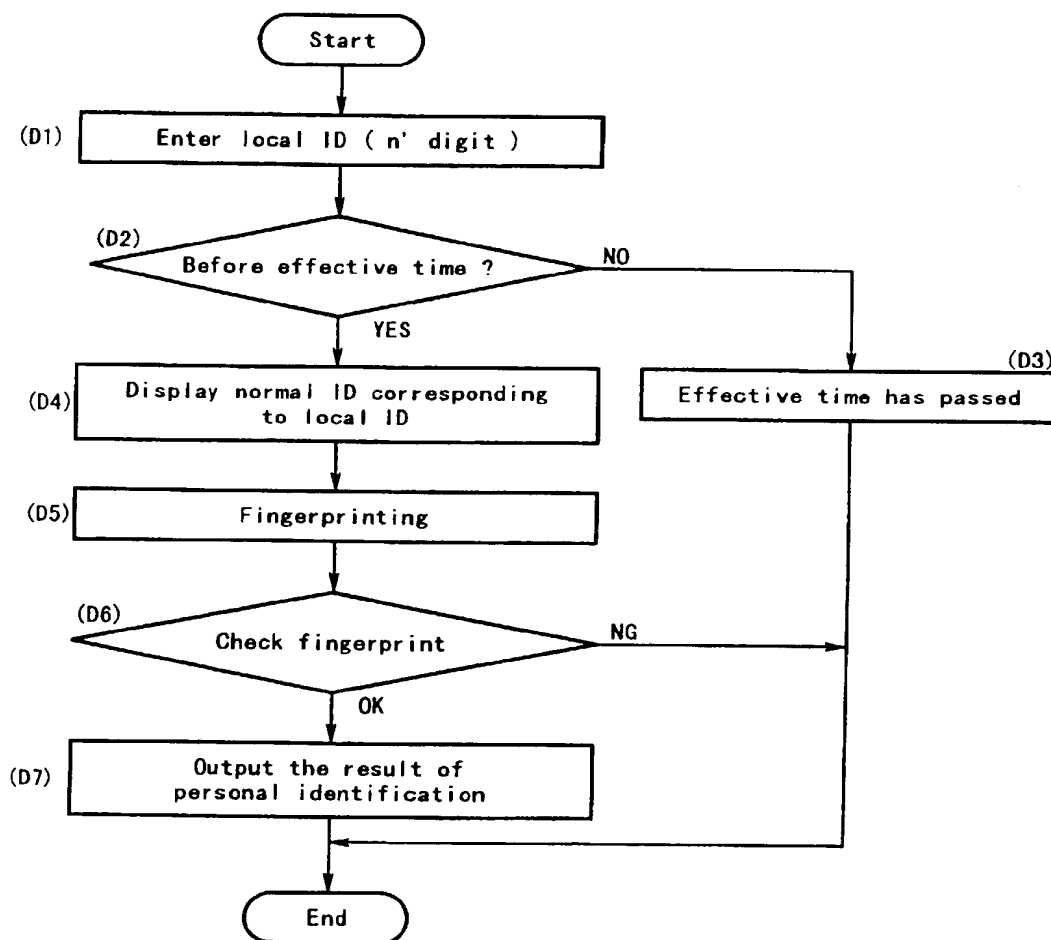 Start
(D1)
Enter local ID ( n' digit )
(D2)
Before effective time ?
NO
YES
(D3)
Effective time has passed
(D4)
Display normal ID corresponding
to local ID
(D5)
Fingerprinting
(D6)
Check fingerprint
NG
OK
(D7)
Output the result of
personal identification
End